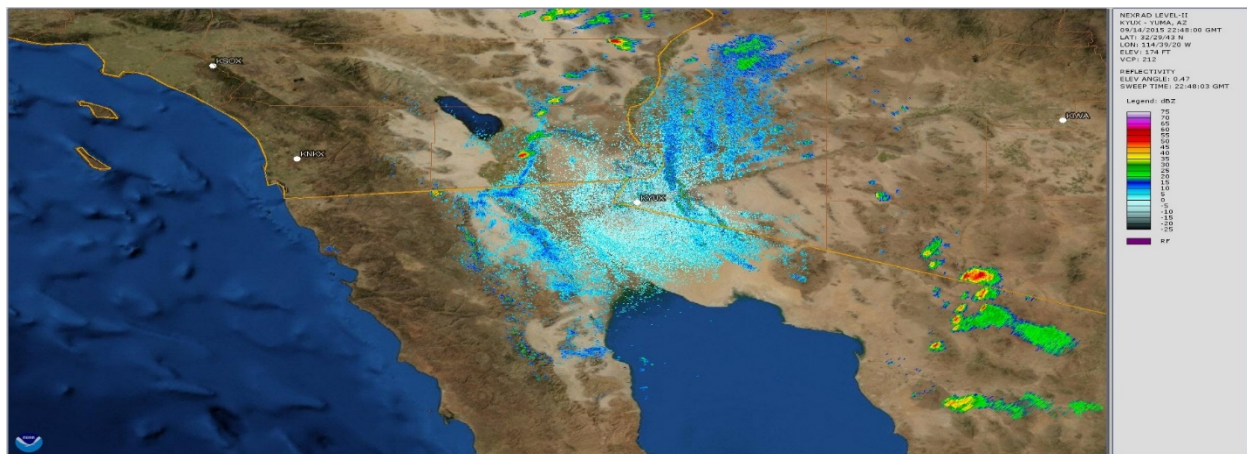 KSOX
KNKX
KYUX
KIWA
NEXRAD LEVEL-II
KYUX - YUMA, AZ
09/14/2015 22:48:00 GMT
LAT: 32/29/43 N
LON: 114/39/20 W
ELEV: 174 FT
VCP: 212
REFLECTIVITY
ELEV ANGLE: 0.47
SWEEP TIME: 22:48:03 GMT
Legend: dBZ
75
70
65
60
55
50
45
40
35
30
25
20
15
10
5
0
-5
-10
-15
-20
-25
RF